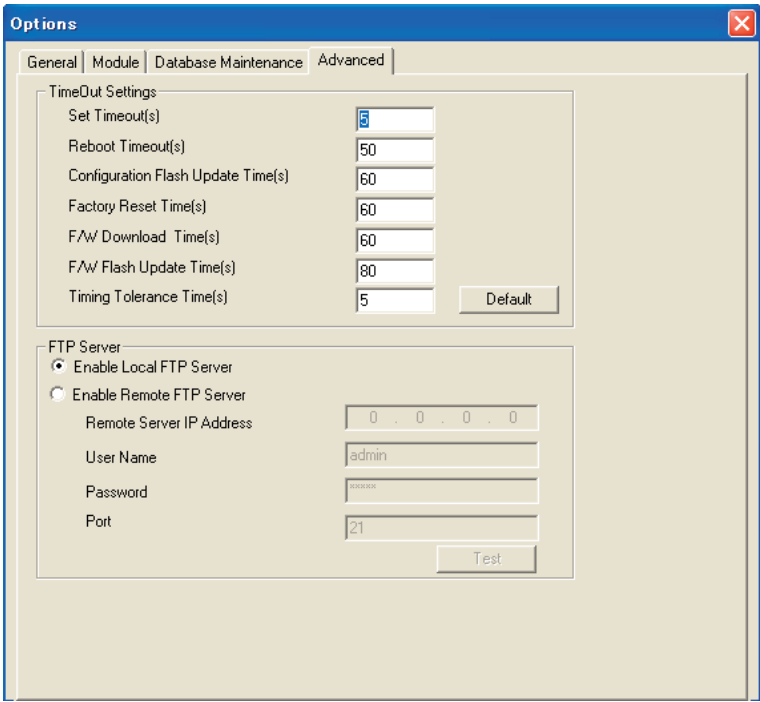 Options
General Module Database Maintenance Advanced
TimeOut Settings
Set Timeout(s) 5
Reboot Timeout(s) 50
Configuration Flash Update Time(s) 60
Factory Reset Time(s) 60
F/W Download Time(s) 60
F/W Flash Update Time(s) 80
Timing Tolerance Time(s) 5 Default
FTP Server
Enable Local FTP Server
Enable Remote FTP Server
Remote Server IP Address 0 . 0 . 0 . 0
User Name admin
Password *****
Port 21
Test